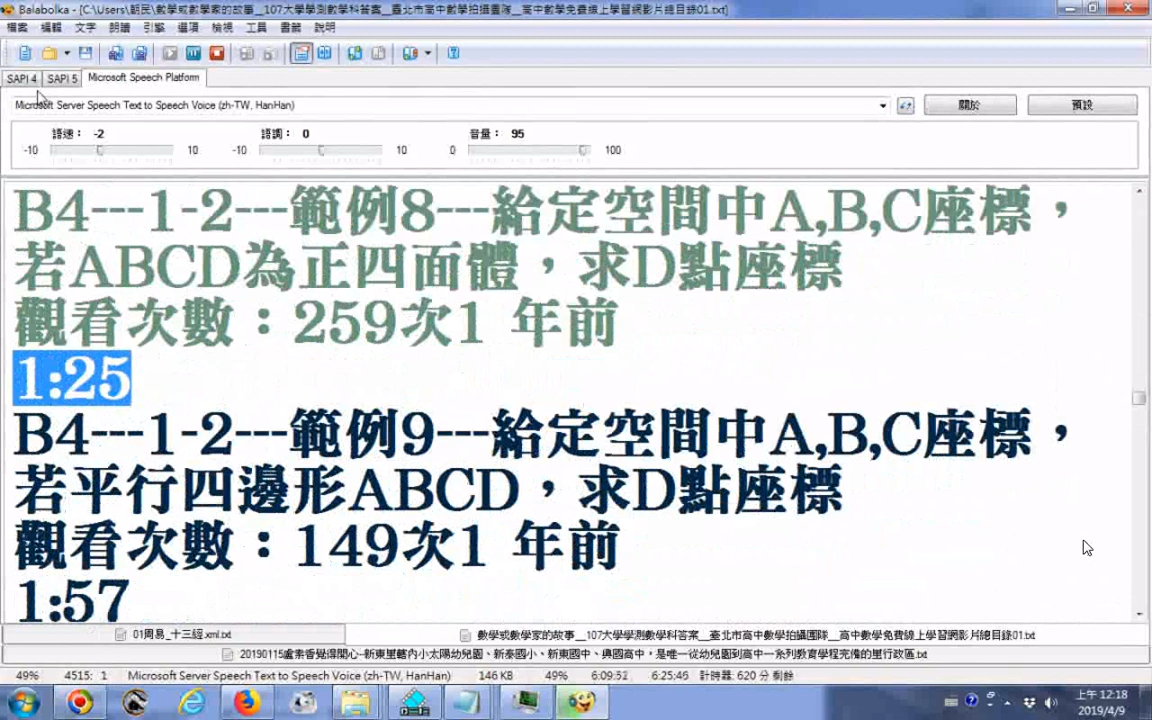 Balabolka - [C:\Users\朝民\數學或數學家的故事__107大學學測數學科答案__臺北市高中數學拍攝團隊__高中數學免費線上學習網影片總目錄01.txt]
檔案 編輯 文字 朗讀 引擎 選項 檢視 工具 書籤 說明
SAPI 4 SAPI 5 Microsoft Speech Platform
Microsoft Server Speech Text to Speech Voice (zh-TW, HanHan) 關於 預設
語速： -2 語調： 0 音量： 95
-10 10 -10 10 0 100
B4---1-2---範例8---給定空間中A,B,C座標，
若ABCD為正四面體，求D點座標
觀看次數：259次1 年前
1:25
B4---1-2---範例9---給定空間中A,B,C座標，
若平行四邊形ABCD，求D點座標
觀看次數：149次1 年前
1:57
01周易_十三經.xml.txt 數學或數學家的故事__107大學學測數學科答案__臺北市高中數學拍攝團隊__高中數學免費線上學習網影片總目錄01.txt
20190115盧素香覺得開心-新東里轄內小太陽幼兒園、新泰國小、新東國中、興國高中，是唯一從幼兒園到高中一系列教育學程完備的里行政區.txt
49% 4515: 1 Microsoft Server Speech Text to Speech Voice (zh-TW, HanHan) 146 KB 49% 6:09:52 6:25:46 計時器: 620 分 剩餘
上午 12:18
2019/4/9